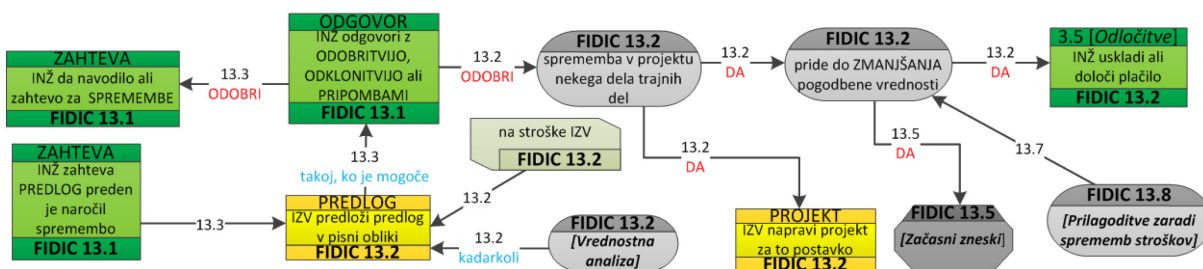 ZAHTEVA
INŽ da navodilo ali
zahtevo za SPREMEMBE
FIDIC 13.1
13.3
ODOBRI
ODGOVOR
INŽ odgovori z
ODOBRITVIJO,
ODKLONITVIJO ali
PRIPOMBAMI
FIDIC 13.1
13.2
ODOBRI
FIDIC 13.2
sprememba v projektu
nekega dela trajnih
del
13.2
DA
FIDIC 13.2
pride do ZMANJŠANJA
pogodbene vrednosti
13.2
DA
3.5 [Odločitve]
INŽ uskladi ali
določi plačilo
FIDIC 13.2
ZAHTEVA
INŽ zahteva
PREDLOG preden
je naročil
spremembo
FIDIC 13.1
13.3
13.3
takoj, ko je mogoče
PREDLOG
IZV predloži predlog
v pisni obliki
FIDIC 13.2
na stroške IZV
FIDIC 13.2
13.2
13.2
kadarkoli
FIDIC 13.2
[Vrednostna
analiza]
13.2
DA
PROJEKT
IZV napravi projekt
za to postavko
FIDIC 13.2
13.5
DA
FIDIC 13.5
[Začasni zneski]
13.7
FIDIC 13.8
[Prilagoditve zaradi
sprememb stroškov]